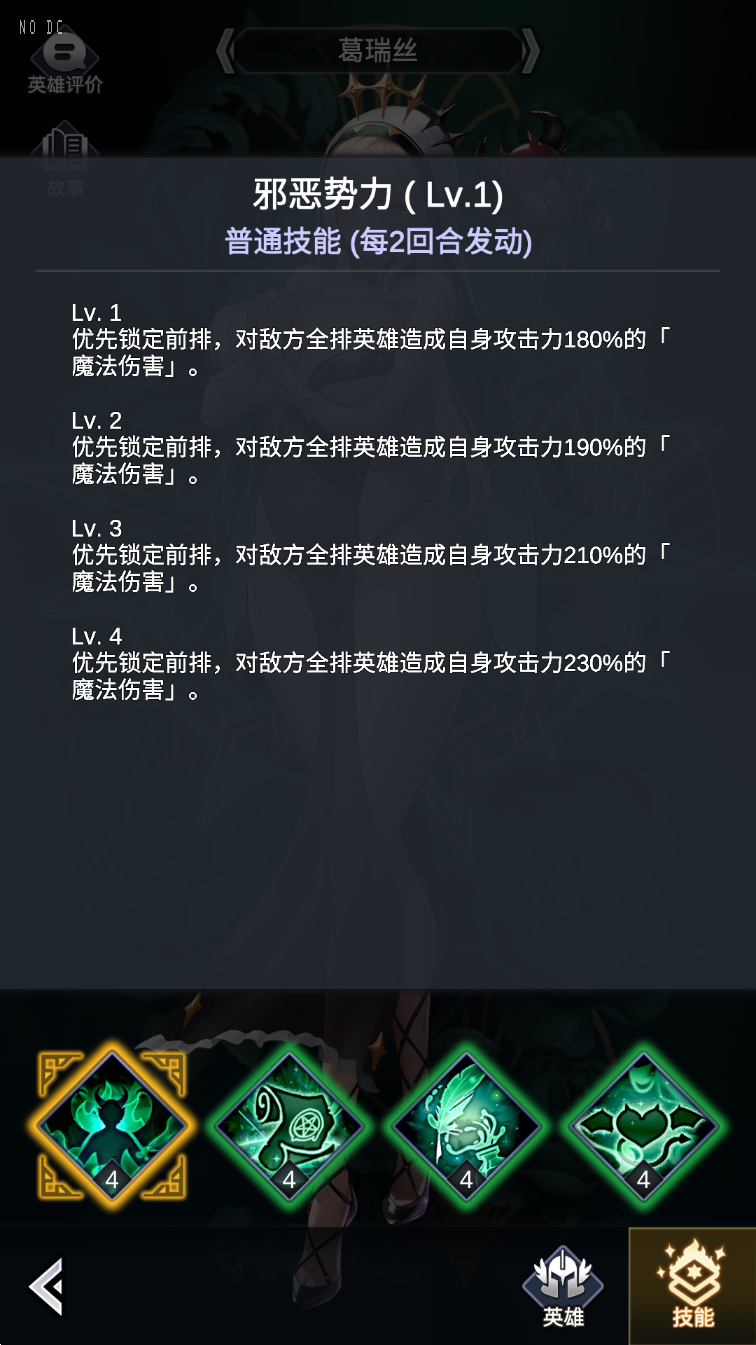 NO DC
葛瑞丝
英雄评价
故事
邪恶势力 ( Lv.1)
普通技能 (每2回合发动)
Lv. 1
优先锁定前排，对敌方全排英雄造成自身攻击力180%的「
魔法伤害」。
Lv. 2
优先锁定前排，对敌方全排英雄造成自身攻击力190%的「
魔法伤害」。
Lv. 3
优先锁定前排，对敌方全排英雄造成自身攻击力210%的「
魔法伤害」。
Lv. 4
优先锁定前排，对敌方全排英雄造成自身攻击力230%的「
魔法伤害」。
4 4 4 4
英雄 技能